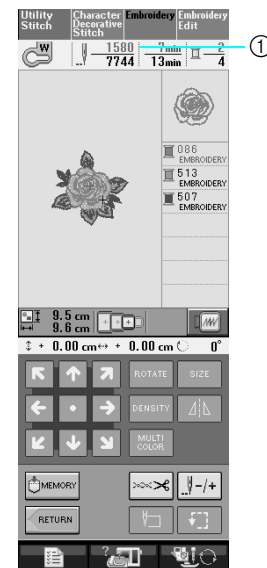 Utility Stitch
Character Decorative Stitch
Embroidery
Embroidery Edit
W
1580
7744
7min
13min
2
4
①
086
EMBROIDERY
513
EMBROIDERY
507
EMBROIDERY
9.5 cm
9.6 cm
+ 0.00 cm + 0.00 cm 0°
ROTATE
SIZE
DENSITY
MULTI COLOR
MEMORY
-/+
RETURN
?